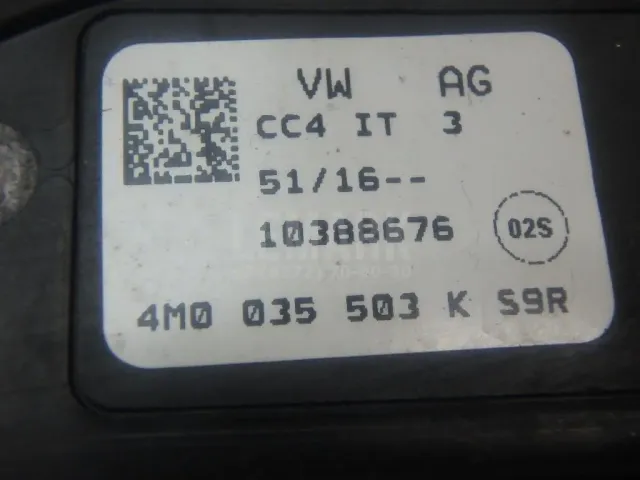 VW AG
CC4 IT 3
51/16--
10388676
02S
4M0 035 503 K S9R